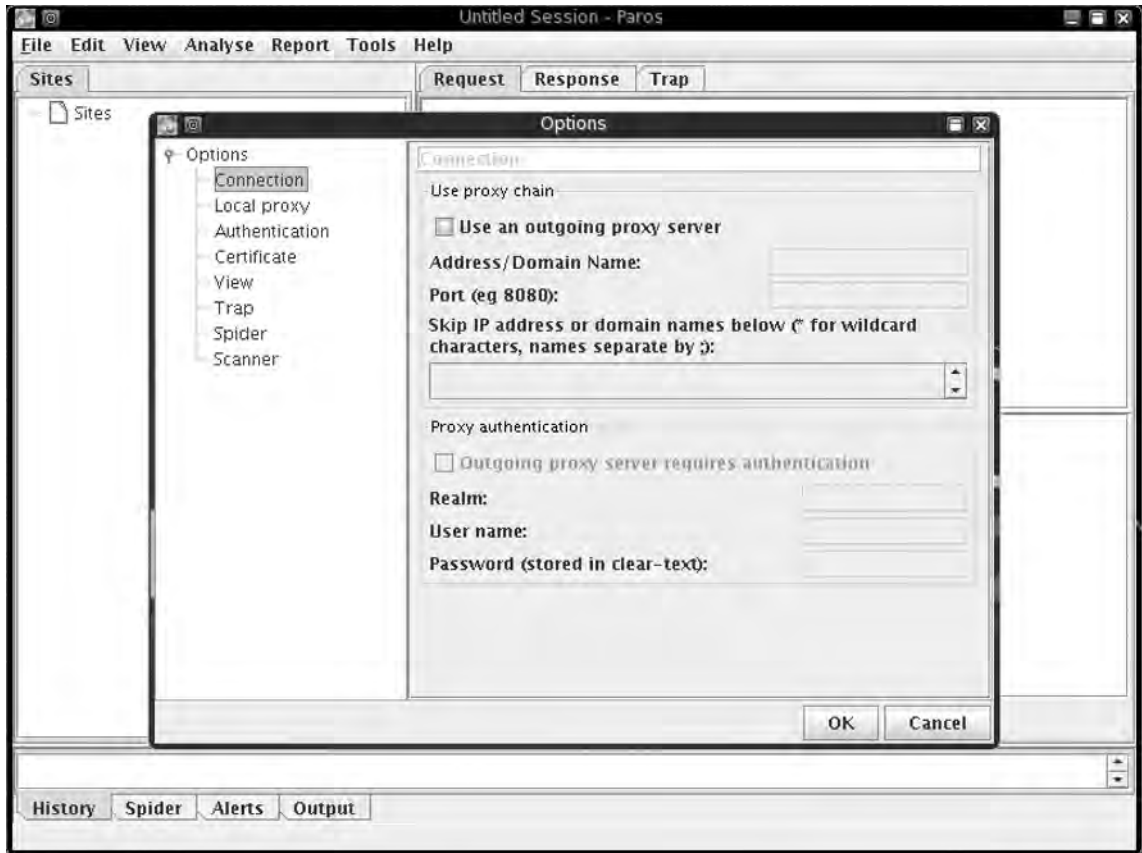 Untitled Session - Paros
File Edit View Analyse Report Tools Help
Sites
Request Response Trap
Sites
Options
Options
Connection
Local proxy
Authentication
Certificate
View
Trap
Spider
Scanner
Connection
Use proxy chain
Use an outgoing proxy server
Address/Domain Name:
Port (eg 8080):
Skip IP address or domain names below (* for wildcard
characters, names separate by ;):
Proxy authentication
Outgoing proxy server requires authentication
Realm:
User name:
Password (stored in clear-text):
OK Cancel
History Spider Alerts Output